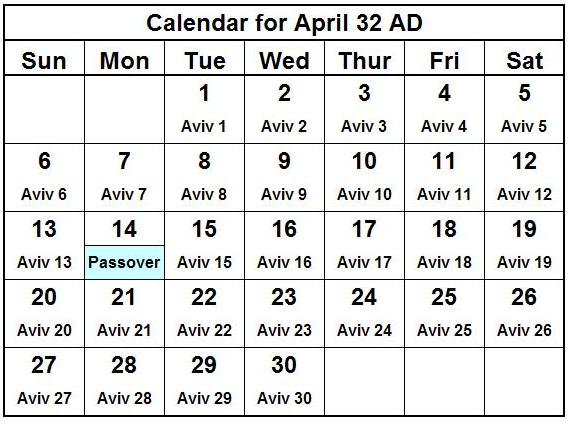 Calendar for April 32 AD
Sun Mon Tue Wed Thur Fri Sat
1 2 3 4 5
Aviv 1 Aviv 2 Aviv 3 Aviv 4 Aviv 5
6 7 8 9 10 11 12
Aviv 6 Aviv 7 Aviv 8 Aviv 9 Aviv 10 Aviv 11 Aviv 12
13 14 15 16 17 18 19
Aviv 13 Passover Aviv 15 Aviv 16 Aviv 17 Aviv 18 Aviv 19
20 21 22 23 24 25 26
Aviv 20 Aviv 21 Aviv 22 Aviv 23 Aviv 24 Aviv 25 Aviv 26
27 28 29 30
Aviv 27 Aviv 28 Aviv 29 Aviv 30